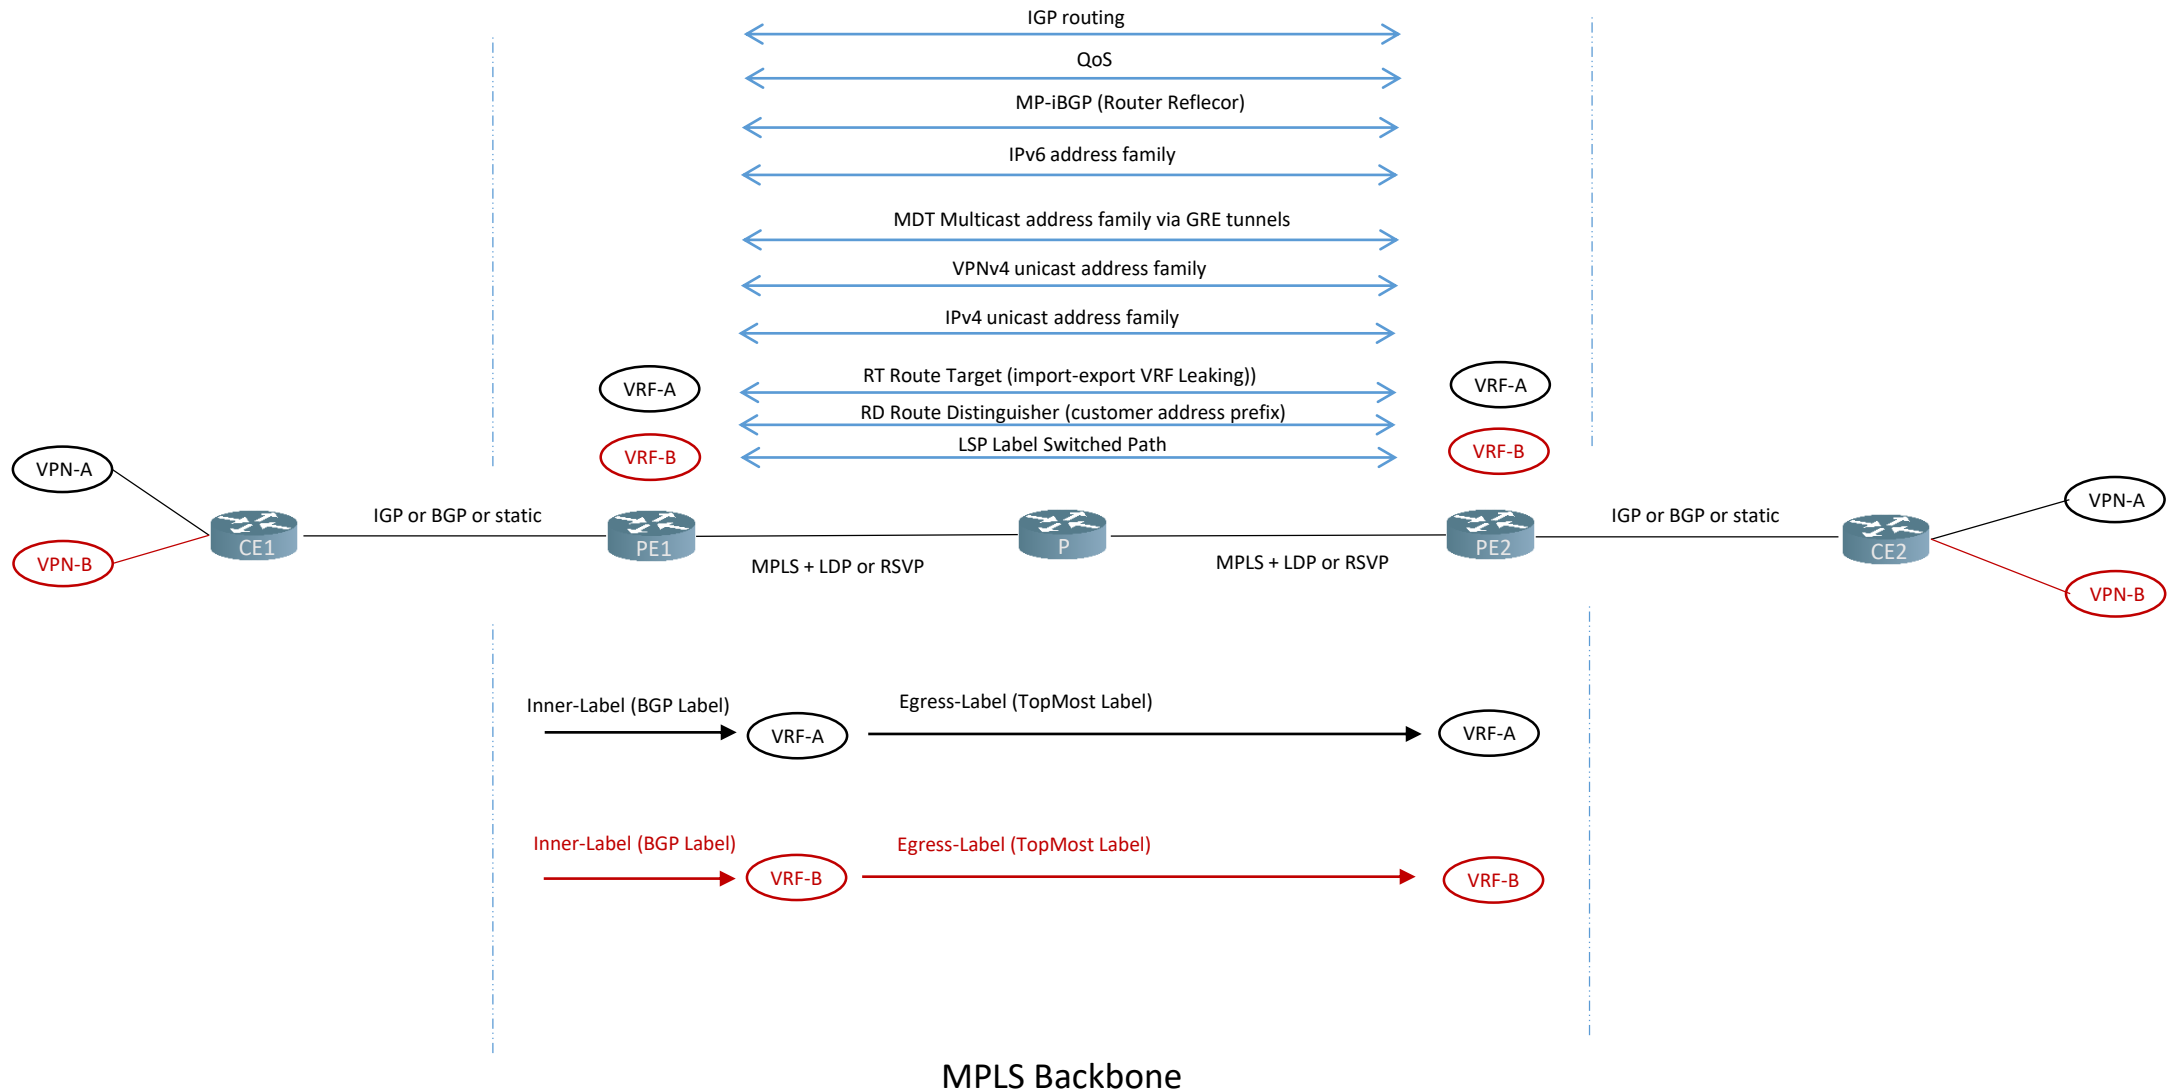 IGP routing
QoS
MP-iBGP (Router Reflecor)
IPv6 address family
MDT Multicast address family via GRE tunnels
VPNv4 unicast address family
IPv4 unicast address family
VRF-A
RT Route Target (import-export VRF Leaking))
VRF-A
RD Route Distinguisher (customer address prefix)
VRF-B
LSP Label Switched Path
VRF-B
VPN-A
VPN-A
IGP or BGP or static
IGP or BGP or static
CE1
PE1
P
PE2
CE2
VPN-B
MPLS + LDP or RSVP
MPLS + LDP or RSVP
VPN-B
Inner-Label (BGP Label)
Egress-Label (TopMost Label)
VRF-A
VRF-A
Inner-Label (BGP Label)
Egress-Label (TopMost Label)
VRF-B
VRF-B
MPLS Backbone